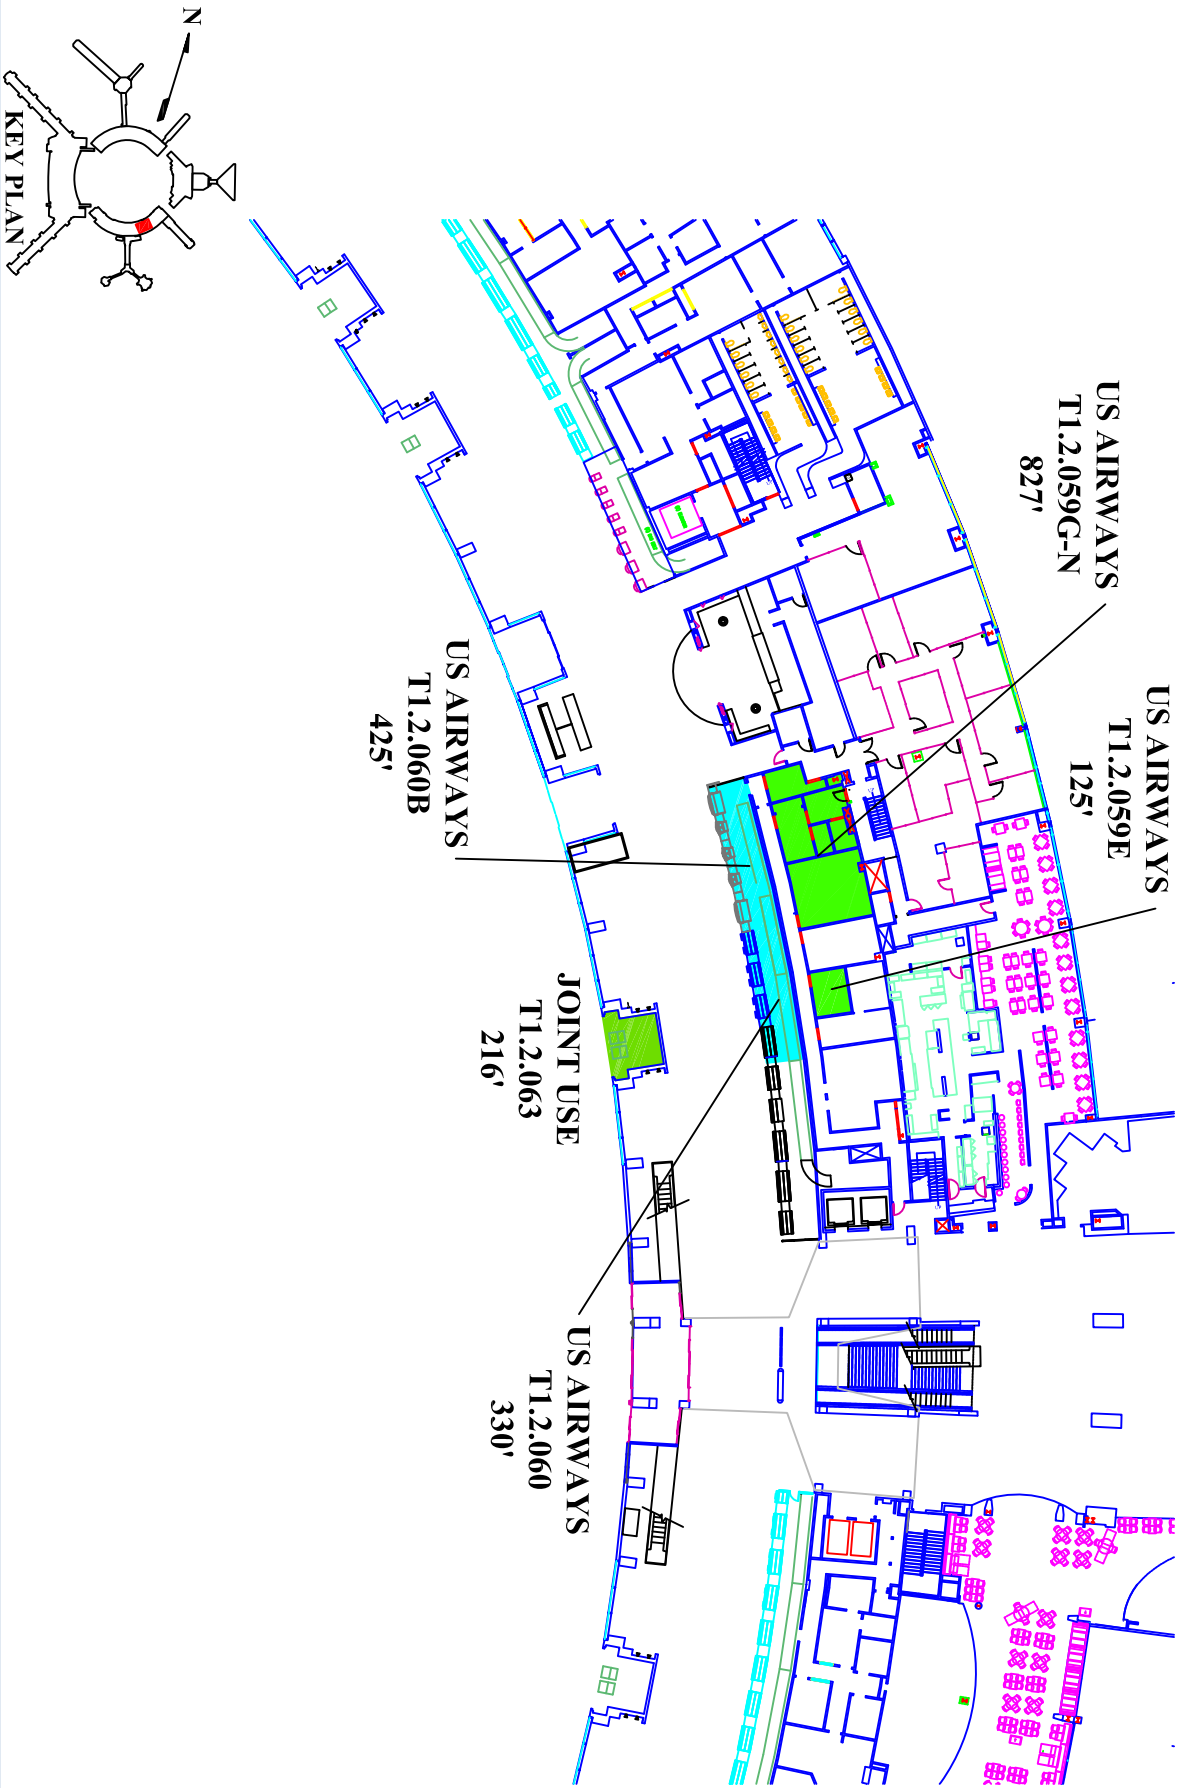 US AIRWAYS
T1.2.059E
125'
US AIRWAYS
T1.2.059G-N
827'
US AIRWAYS
T1.2.060
330'
JOINT USE
T1.2.063
216'
US AIRWAYS
T1.2.060B
425'
N
KEY PLAN